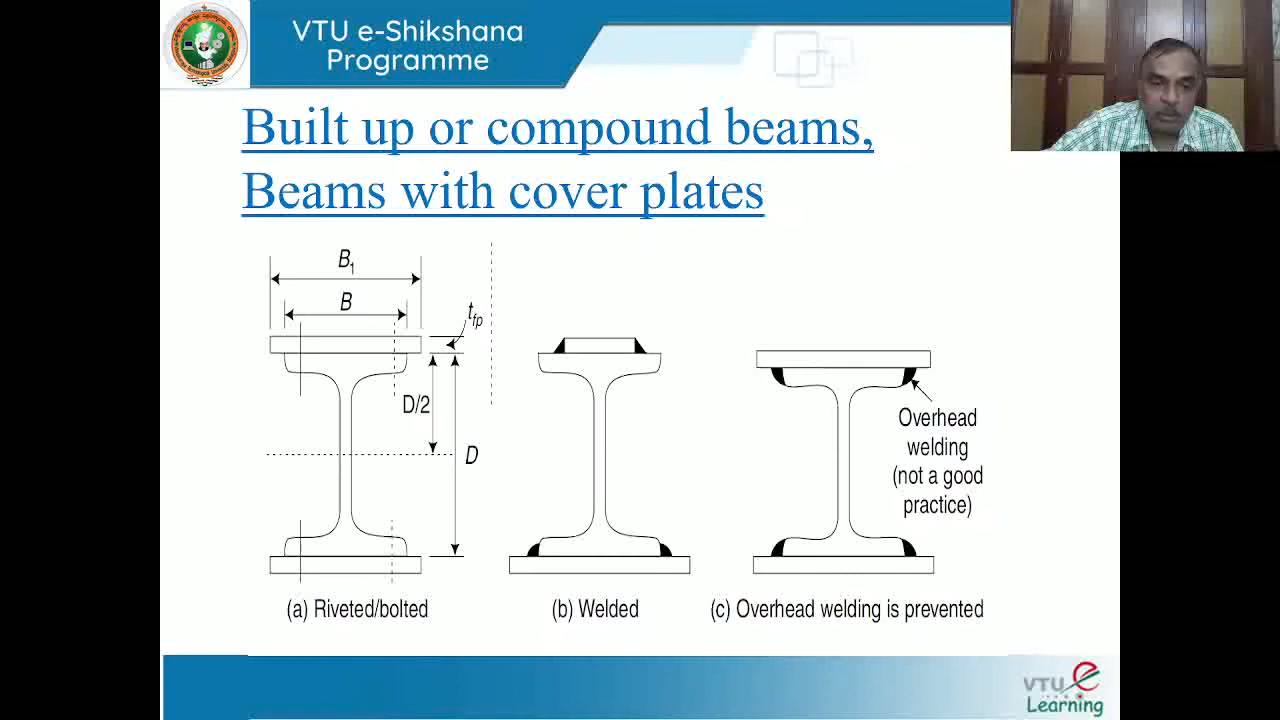 VTU e-Shikshana
Programme
Built up or compound beams,
Beams with cover plates
B1
B
tfp
D/2
D
Overhead
welding
(not a good
practice)
(a) Riveted/bolted
(b) Welded
(c) Overhead welding is prevented
VTU e
Learning